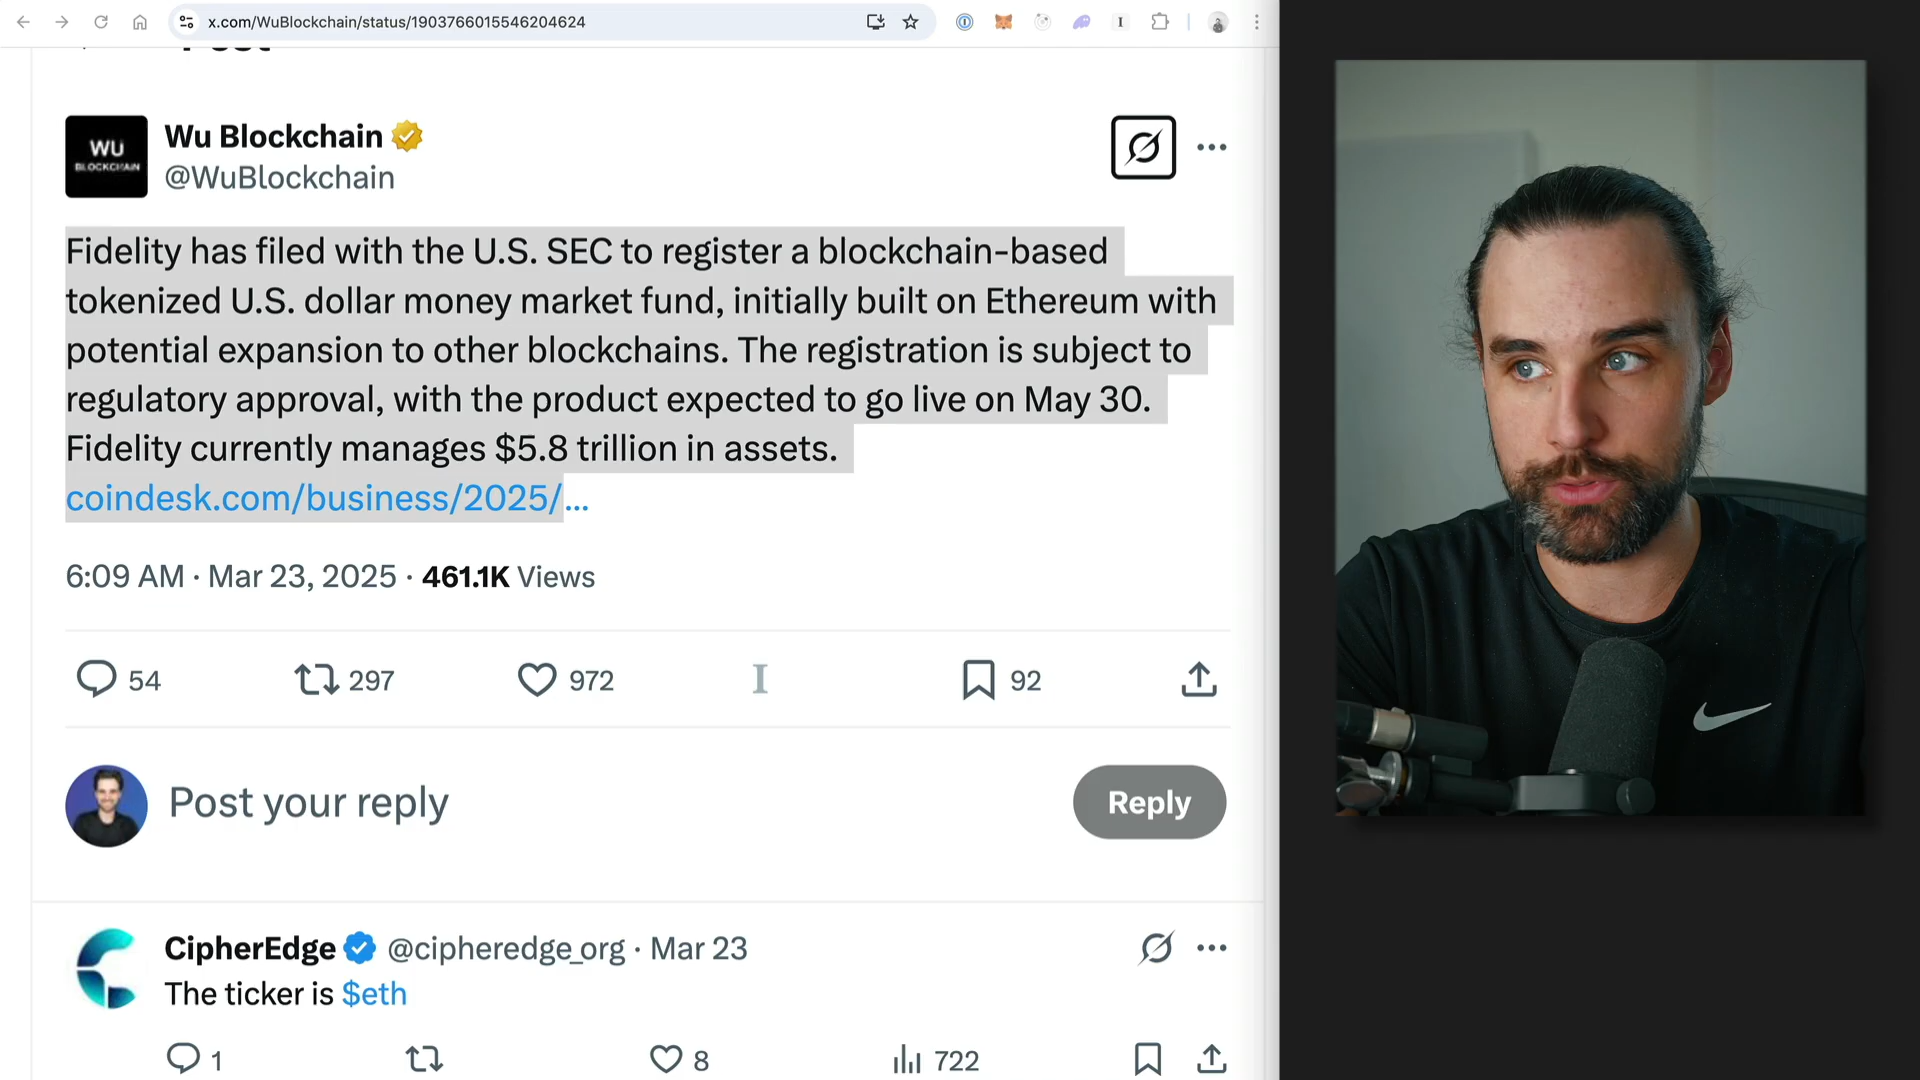 x.com/WuBlockchain/status/1903766015546204624
Post
WU
BLOCKCHAIN
Wu Blockchain
@WuBlockchain
Fidelity has filed with the U.S. SEC to register a blockchain-based
tokenized U.S. dollar money market fund, initially built on Ethereum with
potential expansion to other blockchains. The registration is subject to
regulatory approval, with the product expected to go live on May 30.
Fidelity currently manages $5.8 trillion in assets.
coindesk.com/business/2025/…
6:09 AM · Mar 23, 2025 · 461.1K Views
54 297 972 92
Post your reply
Reply
CipherEdge @cipheredge_org · Mar 23
The ticker is $eth
1 8 722